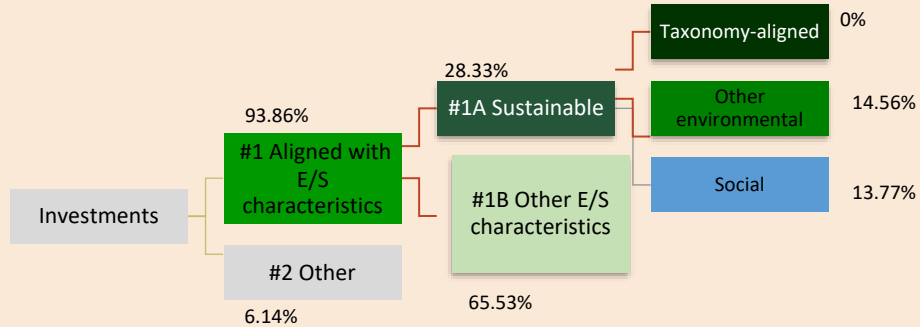 Taxonomy-aligned
0%
28.33%
#1A Sustainable
Other
environmental
14.56%
93.86%
#1 Aligned with
E/S
characteristics
Social
13.77%
#1B Other E/S
characteristics
Investments
#2 Other
65.53%
6.14%